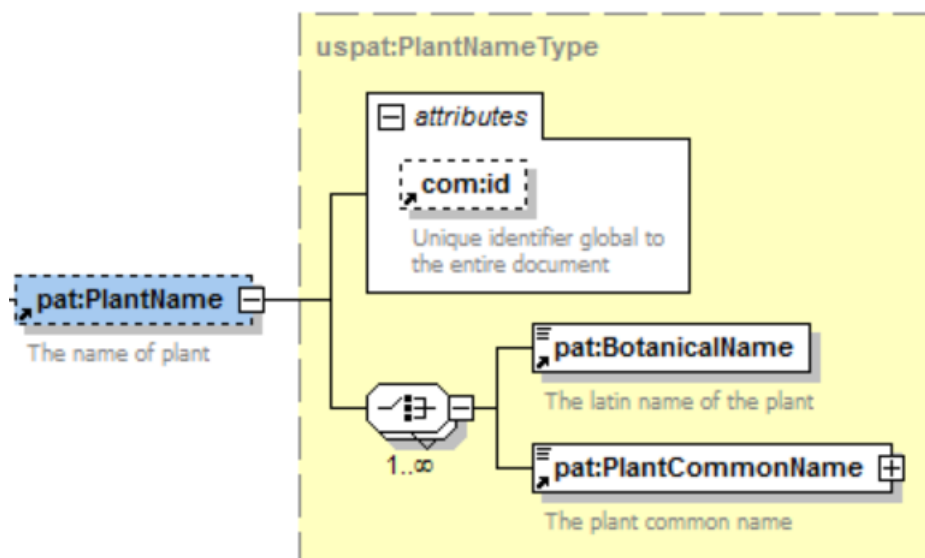 uspat:PlantNameType
attributes
com:id
Unique identifier global to
the entire document
pat:PlantName
The name of plant
pat:BotanicalName
The latin name of the plant
1..∞
pat:PlantCommonName
The plant common name